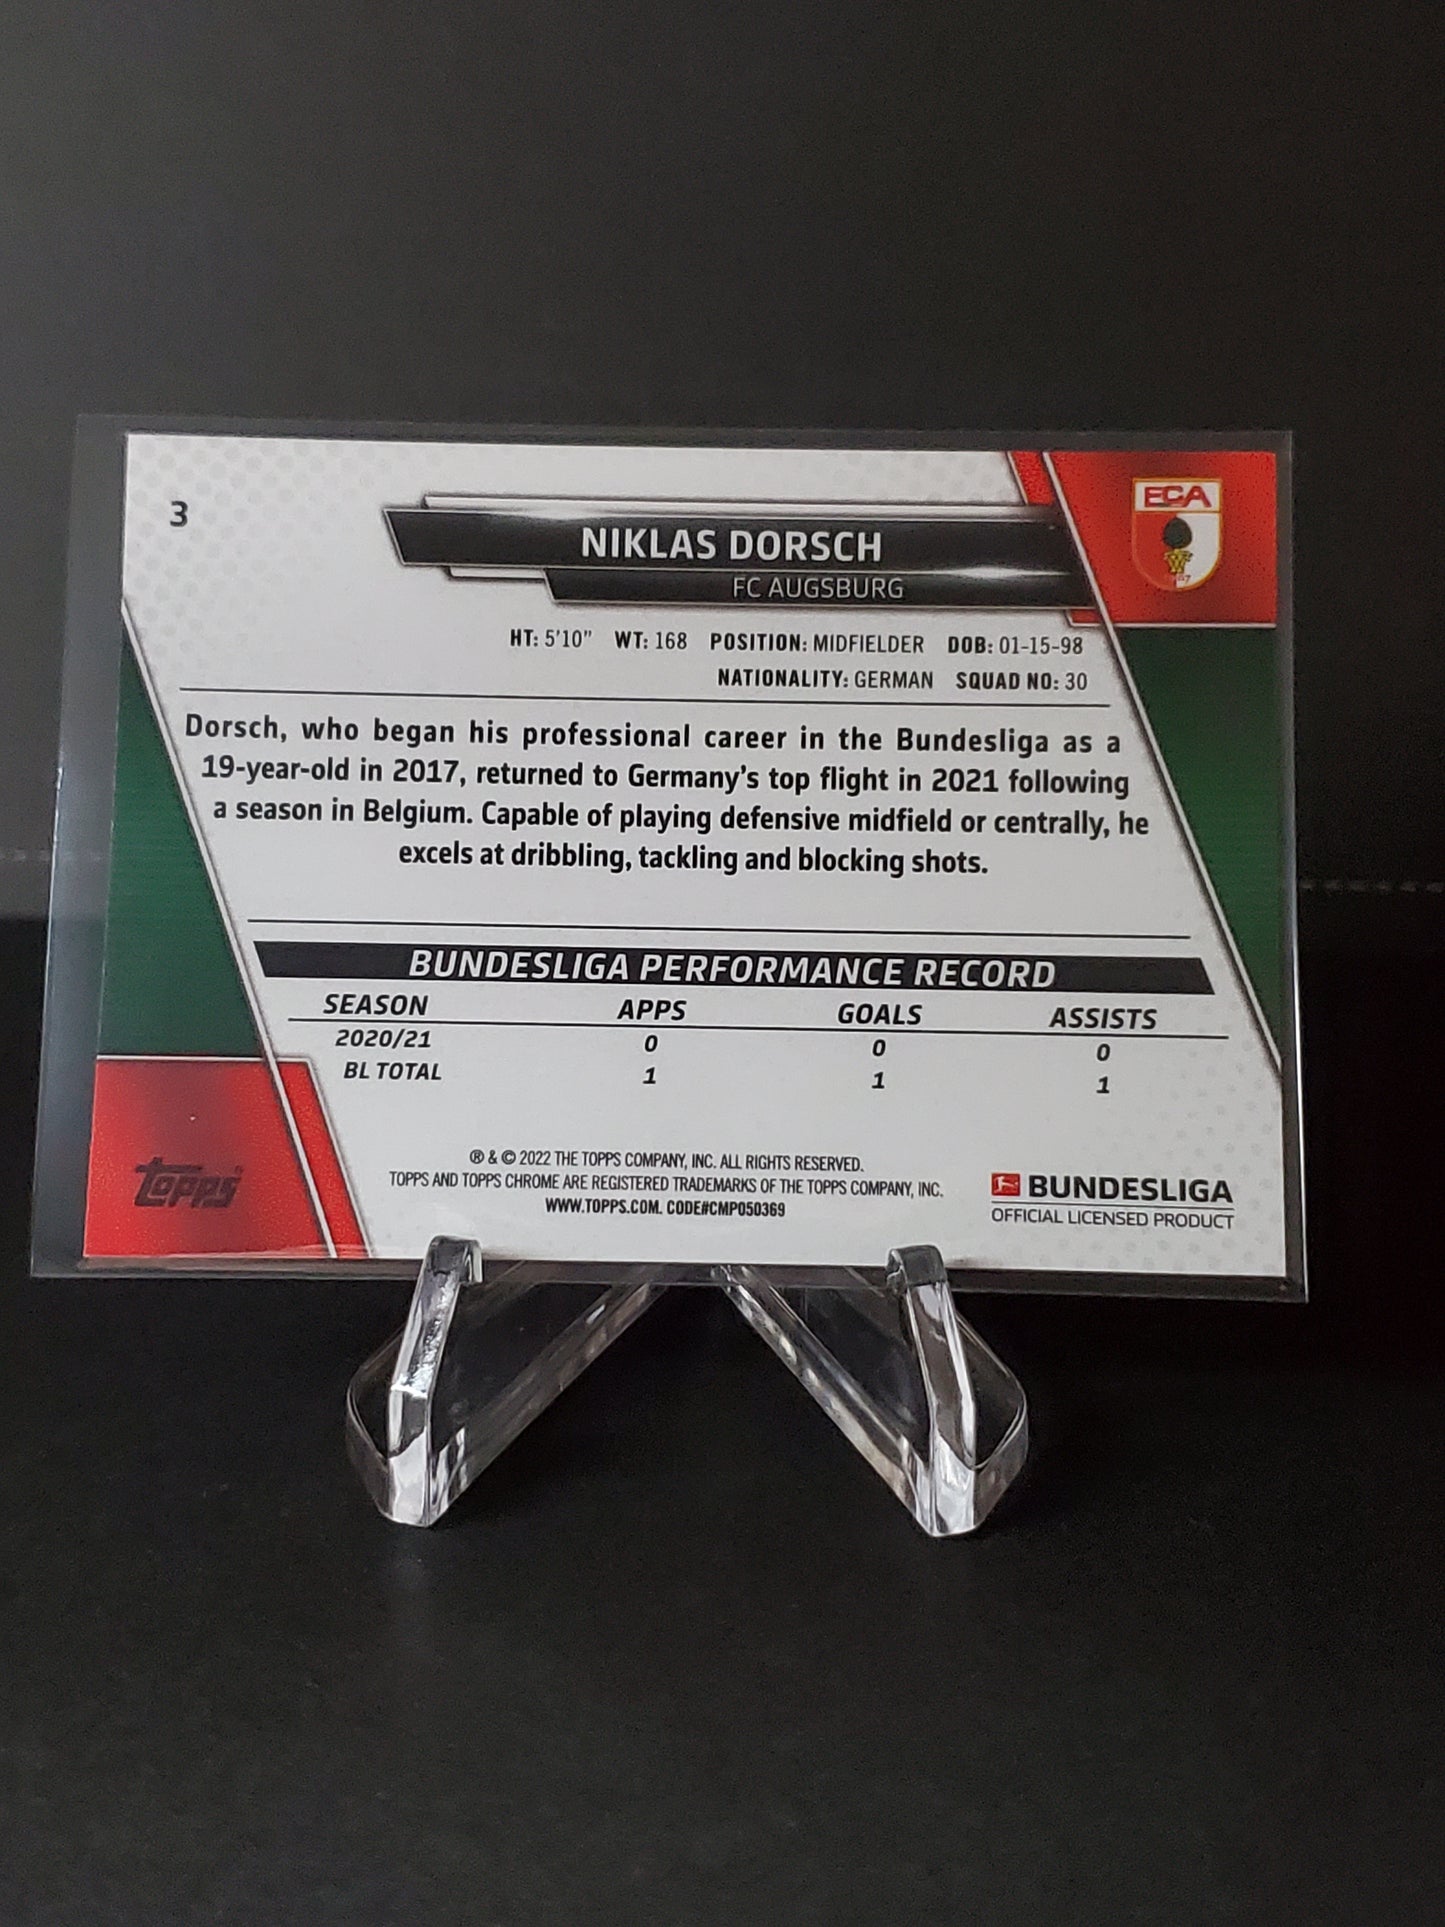 3
FCA
NIKLAS DORSCH
FC AUGSBURG
HT: 5'10" WT: 168 POSITION: MIDFIELDER DOB: 01-15-98
NATIONALITY: GERMAN SQUAD NO: 30
Dorsch, who began his professional career in the Bundesliga as a
19-year-old in 2017, returned to Germany's top flight in 2021 following
a season in Belgium. Capable of playing defensive midfield or centrally, he
excels at dribbling, tackling and blocking shots.
BUNDESLIGA PERFORMANCE RECORD
SEASON APPS GOALS ASSISTS
2020/21 0 0 0
BL TOTAL 1 1 1
® & © 2022 THE TOPPS COMPANY, INC. ALL RIGHTS RESERVED.
TOPPS AND TOPPS CHROME ARE REGISTERED TRADEMARKS OF THE TOPPS COMPANY, INC.
WWW.TOPPS.COM. CODE#CMP050369
topps
BUNDESLIGA
OFFICIAL LICENSED PRODUCT